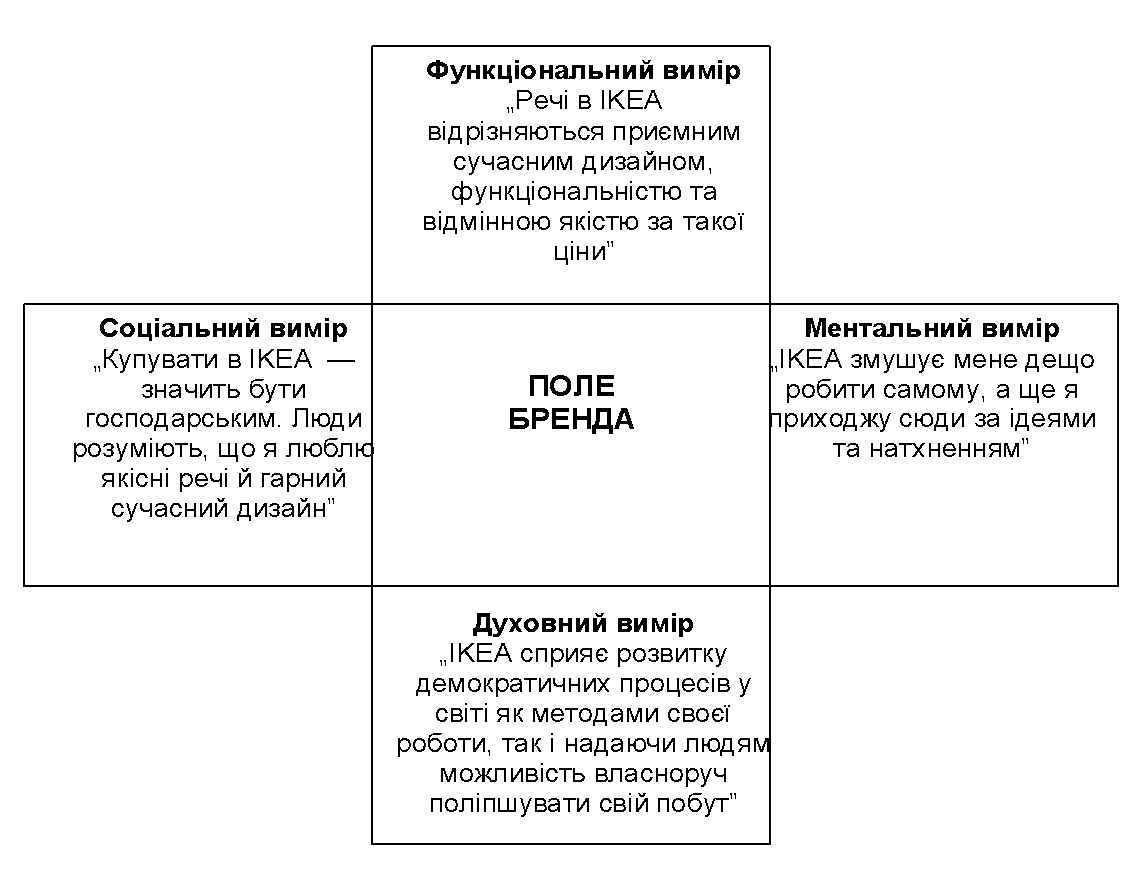 Функціональний вимір
„Речі в IKEA
відрізняються приємним
сучасним дизайном,
функціональністю та
відмінною якістю за такої
ціни”
Соціальний вимір
„Купувати в IKEA —
значить бути
господарським. Люди
розуміють, що я люблю
якісні речі й гарний
сучасний дизайн”
ПОЛЕ
БРЕНДА
Ментальний вимір
„IKEA змушує мене дещо
робити самому, а ще я
приходжу сюди за ідеями
та натхненням”
Духовний вимір
„IKEA сприяє розвитку
демократичних процесів у
світі як методами своєї
роботи, так і надаючи людям
можливість власноруч
поліпшувати свій побут”